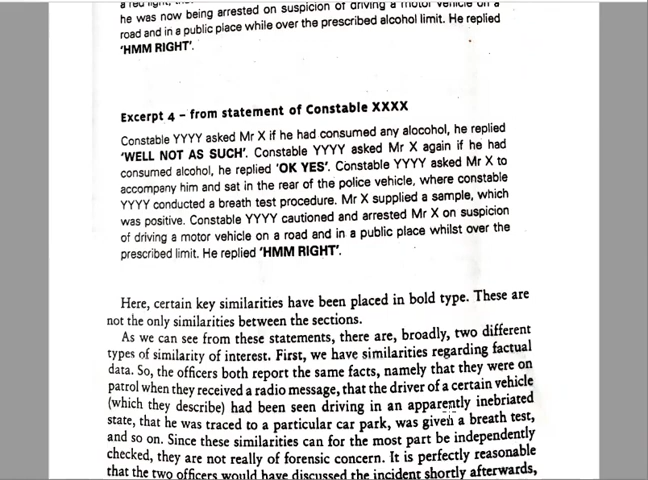 a red light,
he was now being arrested on suspicion of driving a motor vehicle on a
road and in a public place while over the prescribed alcohol limit. He replied
'HMM RIGHT'.
Excerpt 4 – from statement of Constable XXXX
Constable YYYY asked Mr X if he had consumed any alocohol, he replied
'WELL NOT AS SUCH'. Constable YYYY asked Mr X again if he had
consumed alcohol, he replied 'OK YES'. Constable YYYY asked Mr X to
accompany him and sat in the rear of the police vehicle, where constable
YYYY conducted a breath test procedure. Mr X supplied a sample, which
was positive. Constable YYYY cautioned and arrested Mr X on suspicion
of driving a motor vehicle on a road and in a public place whilst over the
prescribed limit. He replied 'HMM RIGHT'.
Here, certain key similarities have been placed in bold type. These are
not the only similarities between the sections.
As we can see from these statements, there are, broadly, two different
types of similarity of interest. First, we have similarities regarding factual
data. So, the officers both report the same facts, namely that they were on
patrol when they received a radio message, that the driver of a certain vehicle
(which they describe) had been seen driving in an apparently inebriated
state, that he was traced to a particular car park, was given a breath test,
and so on. Since these similarities can for the most part be independently
checked, they are not really of forensic concern. It is perfectly reasonable
that the two officers would have discussed the incident shortly afterwards,